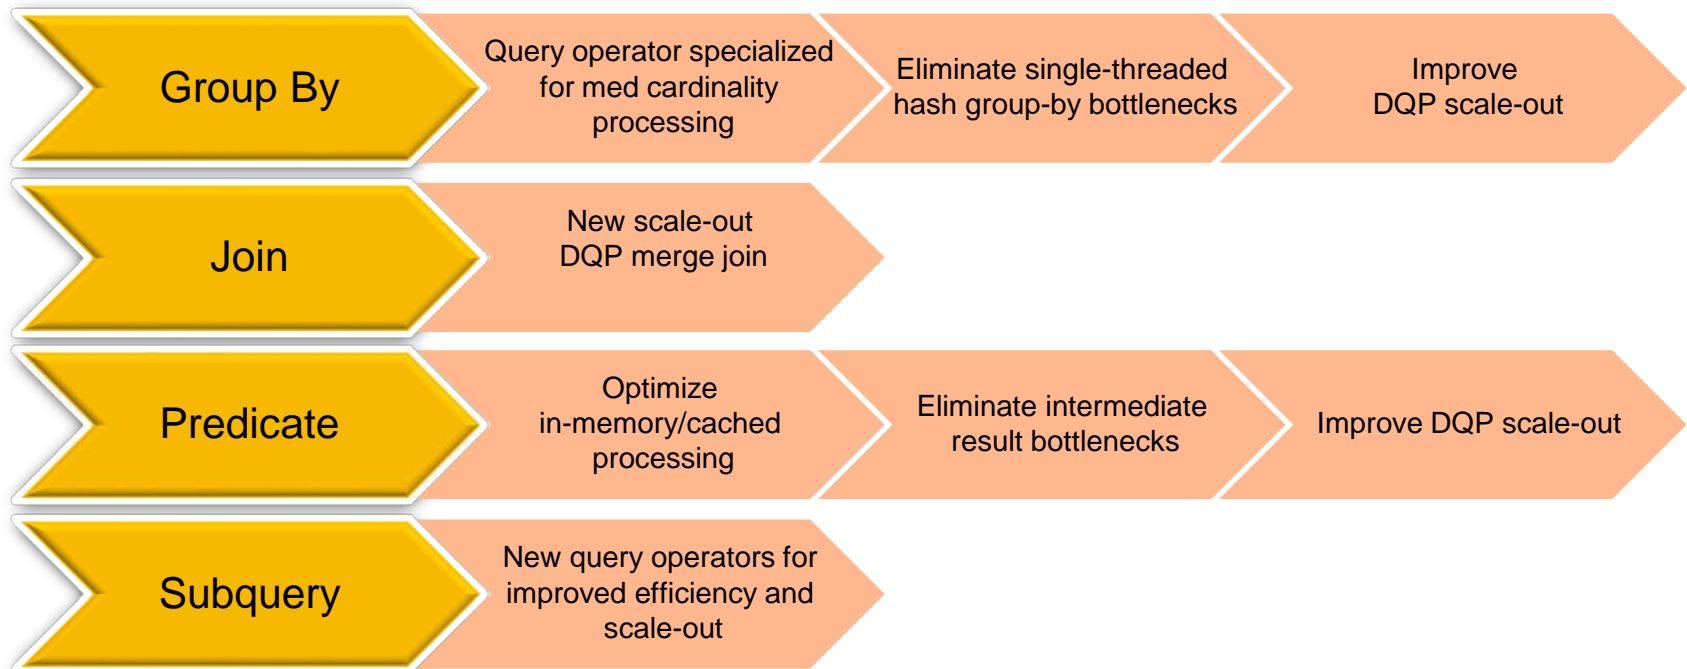 Group By
Query operator specialized
for med cardinality
processing
Eliminate single-threaded
hash group-by bottlenecks
Improve
DQP scale-out
Join
New scale-out
DQP merge join
Predicate
Optimize
in-memory/cached
processing
Eliminate intermediate
result bottlenecks
Improve DQP scale-out
Subquery
New query operators for
improved efficiency and
scale-out